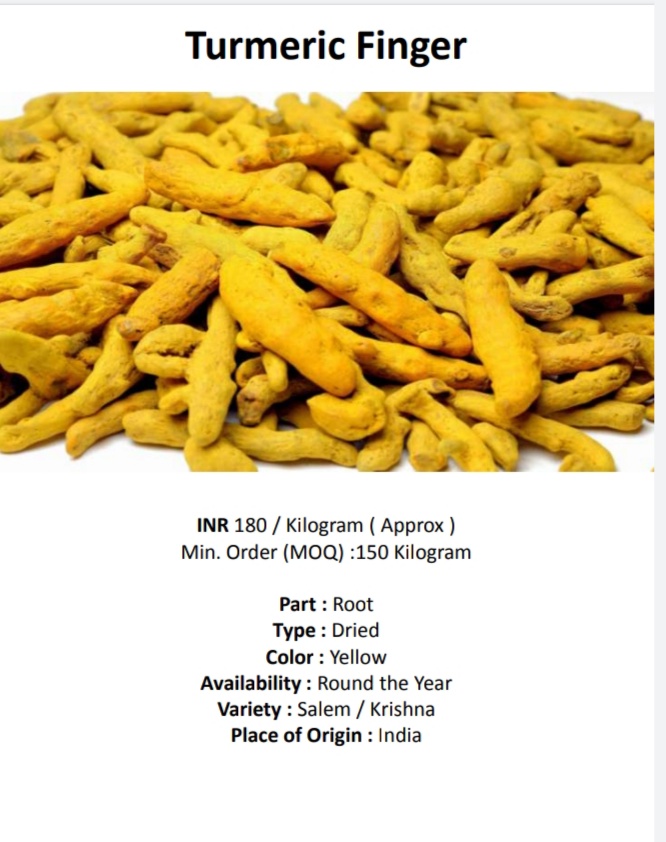 Turmeric Finger
INR 180 / Kilogram ( Approx )
Min. Order (MOQ) :150 Kilogram
Part : Root
Type : Dried
Color : Yellow
Availability : Round the Year
Variety : Salem / Krishna
Place of Origin : India